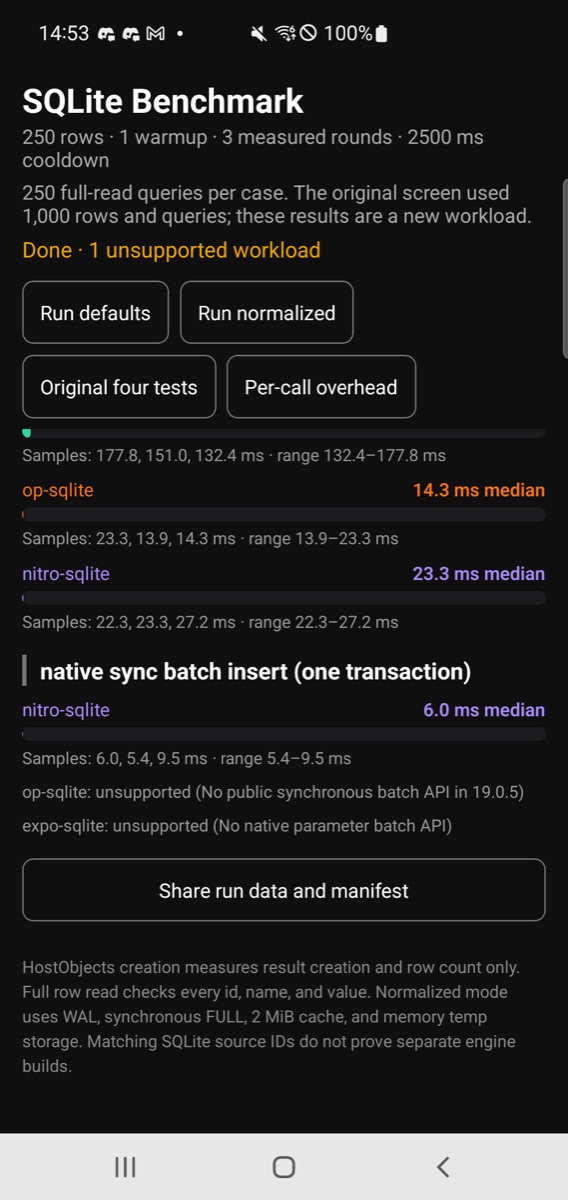 14:53
100%
SQLite Benchmark
250 rows · 1 warmup · 3 measured rounds · 2500 ms
cooldown
250 full-read queries per case. The original screen used
1,000 rows and queries; these results are a new workload.
Done · 1 unsupported workload
Run defaults
Run normalized
Original four tests
Per-call overhead
Samples: 177.8, 151.0, 132.4 ms · range 132.4–177.8 ms
op-sqlite 14.3 ms median
Samples: 23.3, 13.9, 14.3 ms · range 13.9–23.3 ms
nitro-sqlite 23.3 ms median
Samples: 22.3, 23.3, 27.2 ms · range 22.3–27.2 ms
native sync batch insert (one transaction)
nitro-sqlite 6.0 ms median
Samples: 6.0, 5.4, 9.5 ms · range 5.4–9.5 ms
op-sqlite: unsupported (No public synchronous batch API in 19.0.5)
expo-sqlite: unsupported (No native parameter batch API)
Share run data and manifest
HostObjects creation measures result creation and row count only.
Full row read checks every id, name, and value. Normalized mode
uses WAL, synchronous FULL, 2 MiB cache, and memory temp
storage. Matching SQLite source IDs do not prove separate engine
builds.